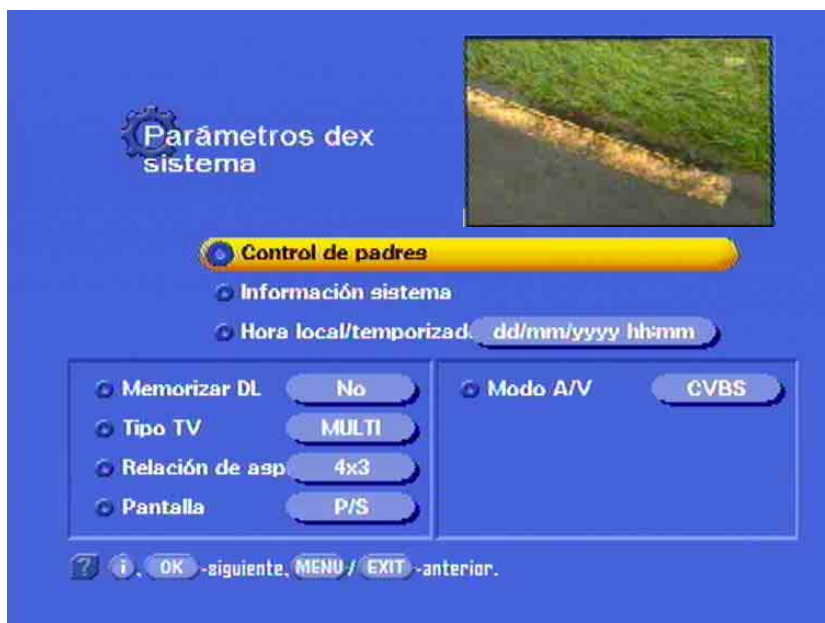 Parámetros dex
sistema
Control de padres
Información sistema
Hora local/temporizad. dd/mm/yyyy hh:mm
Memorizar DL No
Tipo TV MULTI
Relación de asp 4x3
Pantalla P/S
Modo A/V CVBS
? i, OK -siguiente, MENU / EXIT -anterior.